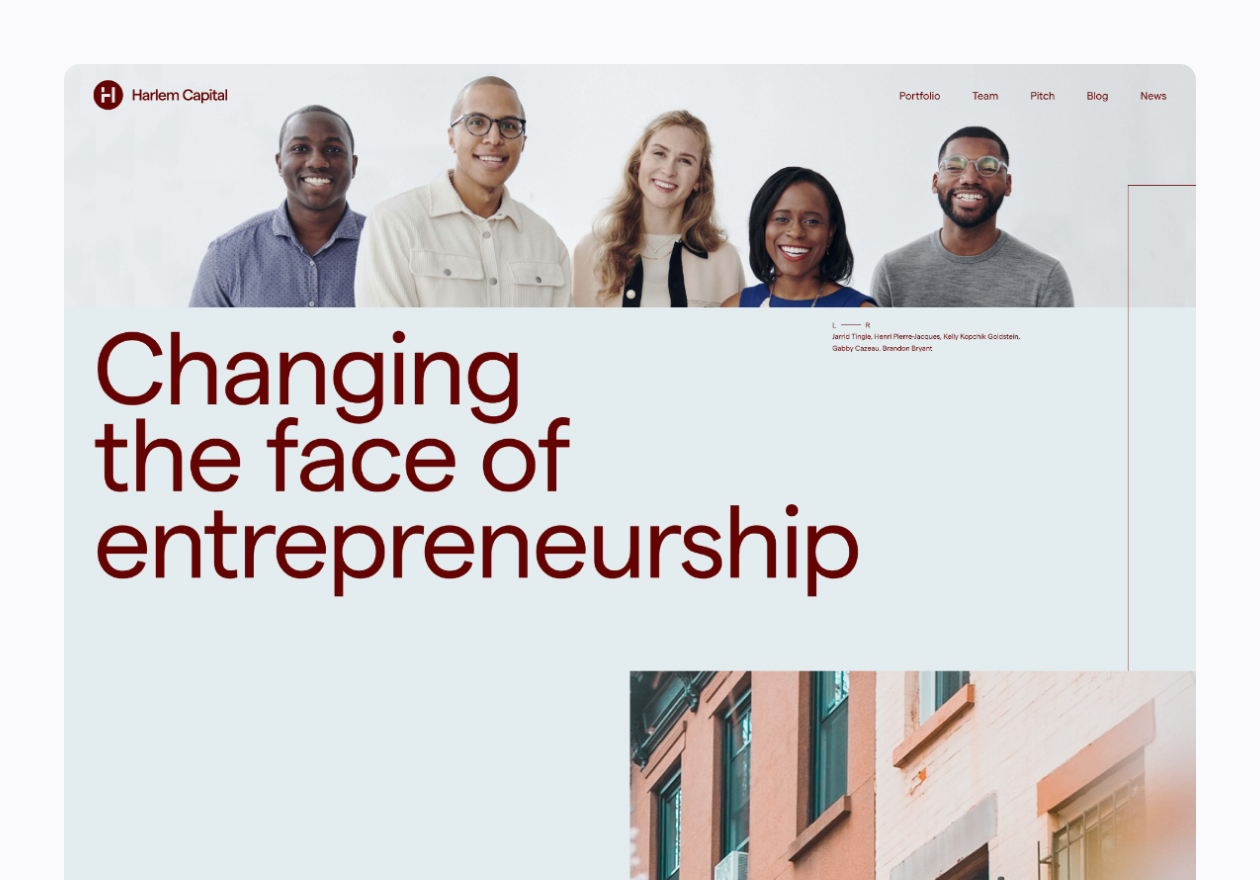 Harlem Capital
Portfolio Team Pitch Blog News
L R
Jarrid Tingle, Henri Pierre-Jacques, Kelly Kopchik Goldstein,
Gabby Cazeau, Brandon Bryant
Changing
the face of
entrepreneurship